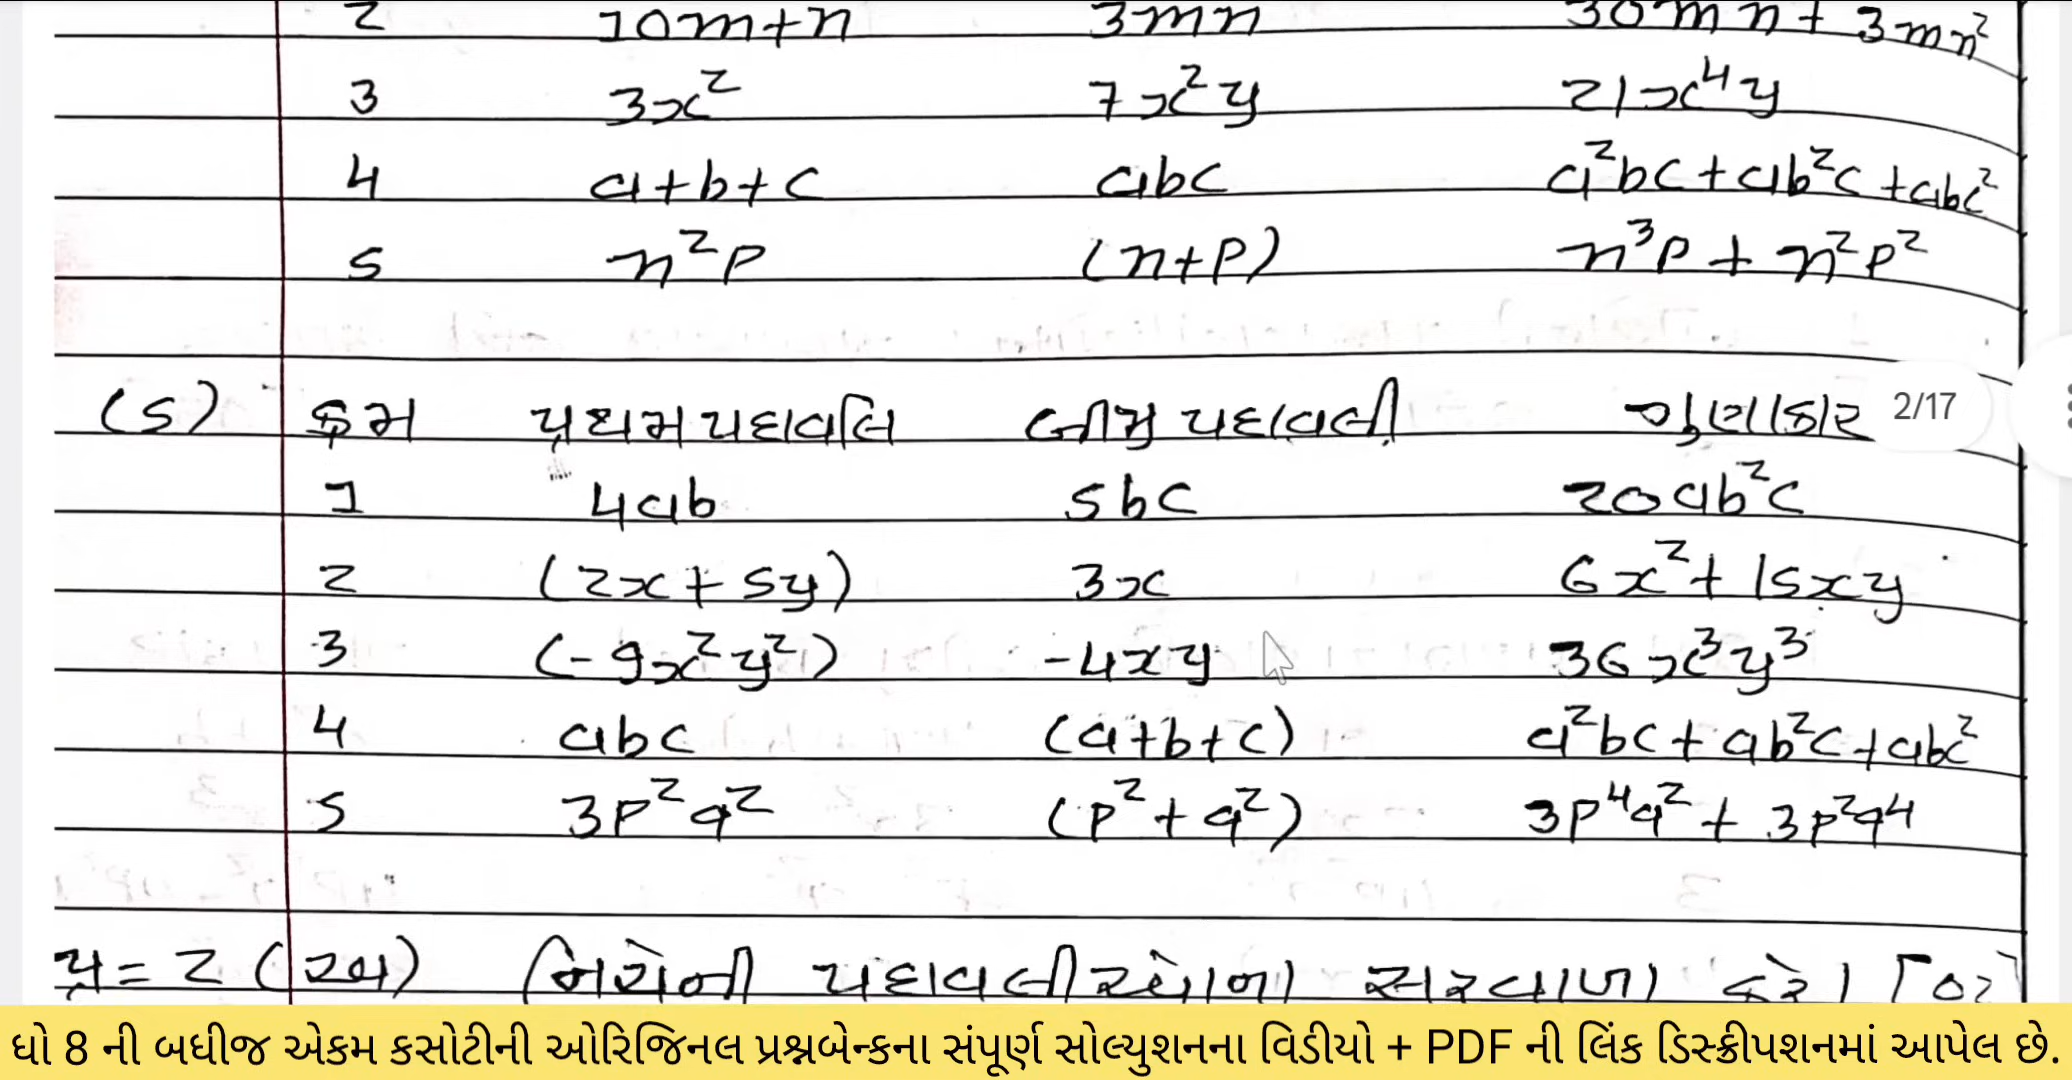 2 10m+n 3mn 30m n + 3mn²
3 3x² 7x²y 21x⁴y
4 a+b+c abc a²bc+ab²c+abc²
5 n²p (n+p) n³p + n²p²
(5) ક્રમ પ્રથમ પદાવલિ બીજી પદાવલી ગુણાકાર 2/17
1 4ab 5bc 20ab²c
2 (2x+5y) 3x 6x²+15xy
3 (-9x²y²) -4xy 36x³y³
4 abc (a+b+c) a²bc+ab²c+abc²
5 3p²q² (p²+q²) 3p⁴q²+3p²q⁴
પ્ર=2 (અ) નિચેની પદાવલીઓના સરવાળા કરો
ધો 8 ની બધીજ એકમ કસોટીની ઓરિજિનલ પ્રશ્નબેન્કના સંપૂર્ણ સોલ્યુશનના વિડીયો + PDF ની લિંક ડિસ્ક્રીપશનમાં આપેલ છે.